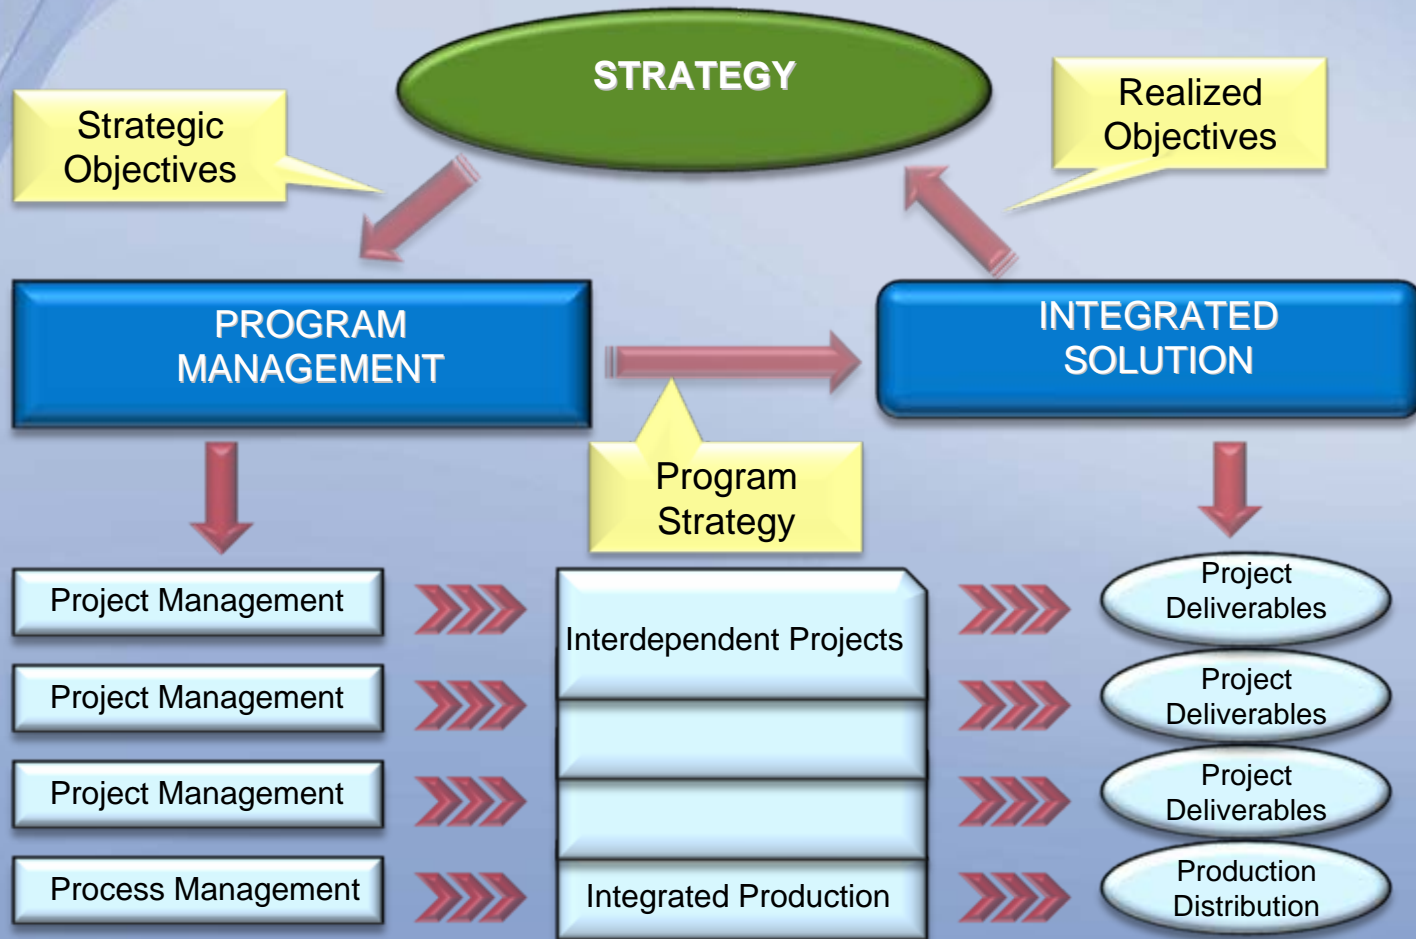 STRATEGY
Strategic
Objectives
Realized
Objectives
PROGRAM
MANAGEMENT
INTEGRATED
SOLUTION
Program
Strategy
Project Management
Interdependent Projects
Project
Deliverables
Project Management
Project
Deliverables
Project Management
Project
Deliverables
Process Management
Integrated Production
Production
Distribution